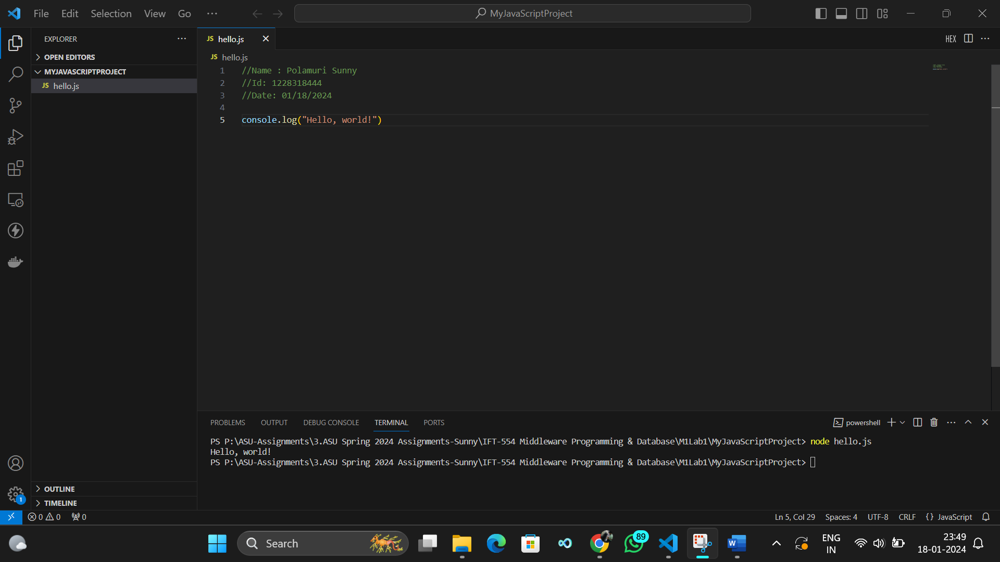 File Edit Selection View Go ···
MyJavaScriptProject
EXPLORER
OPEN EDITORS
MYJAVASCRIPTPROJECT
JS hello.js
JS hello.js
HEX
JS hello.js
1 //Name : Polamuri Sunny
2 //Id: 1228318444
3 //Date: 01/18/2024
4
5 console.log("Hello, world!")
PROBLEMS OUTPUT DEBUG CONSOLE TERMINAL PORTS
powershell
PS P:\ASU-Assignments\3.ASU Spring 2024 Assignments-Sunny\IFT-554 Middleware Programming & Database\M1Lab1\MyJavaScriptProject> node hello.js
Hello, world!
PS P:\ASU-Assignments\3.ASU Spring 2024 Assignments-Sunny\IFT-554 Middleware Programming & Database\M1Lab1\MyJavaScriptProject>
OUTLINE
TIMELINE
1
0 0 0
Ln 5, Col 29 Spaces: 4 UTF-8 CRLF {} JavaScript
Search
89
W
ENG
IN
23:49
18-01-2024